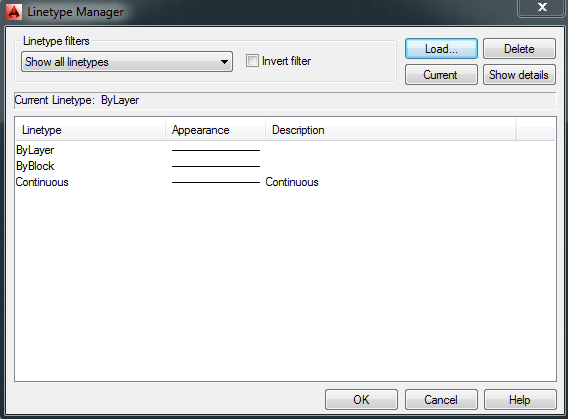 Linetype Manager
Linetype filters
Show all linetypes
Invert filter
Load...
Delete
Current
Show details
Current Linetype: ByLayer
Linetype Appearance Description
ByLayer
ByBlock
Continuous Continuous
OK Cancel Help